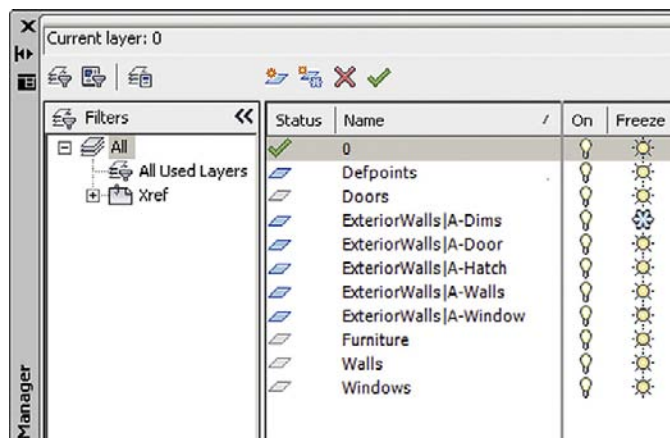 Current layer: 0
Filters
Status Name On Freeze
All
All Used Layers
Xref
0
Defpoints
Doors
ExteriorWalls|A-Dims
ExteriorWalls|A-Door
ExteriorWalls|A-Hatch
ExteriorWalls|A-Walls
ExteriorWalls|A-Window
Furniture
Walls
Windows
Manager